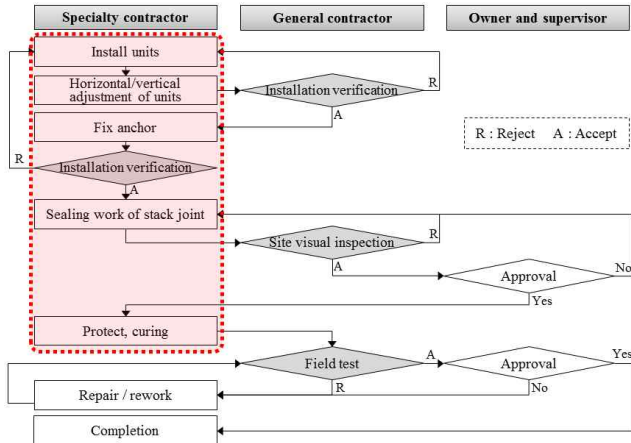 Specialty contractor
General contractor
Owner and supervisor
Install units
R
Horizontal/vertical
adjustment of units
Installation verification
A
Fix anchor
R : Reject A : Accept
R
Installation verification
A
Sealing work of stack joint
Site visual inspection
R
A
Approval
No
Yes
Protect, curing
Field test
A
Approval
Yes
R
No
Repair / rework
Completion